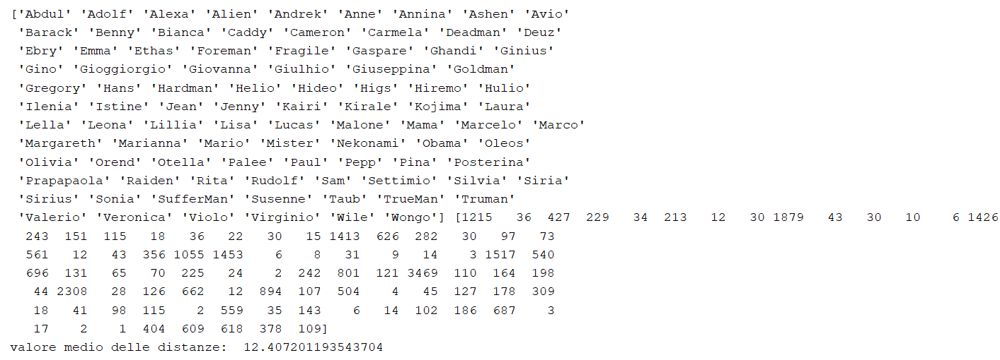 ['Abdul' 'Adolf' 'Alexa' 'Alien' 'Andrek' 'Anne' 'Annina' 'Ashen' 'Avio'
'Barack' 'Benny' 'Bianca' 'Caddy' 'Cameron' 'Carmela' 'Deadman' 'Deuz'
'Ebry' 'Emma' 'Ethas' 'Foreman' 'Fragile' 'Gaspare' 'Ghandi' 'Ginius'
'Gino' 'Gioggiorgio' 'Giovanna' 'Giulhio' 'Giuseppina' 'Goldman'
'Gregory' 'Hans' 'Hardman' 'Helio' 'Hideo' 'Higs' 'Hiremo' 'Hulio'
'Ilenia' 'Istine' 'Jean' 'Jenny' 'Kairi' 'Kirale' 'Kojima' 'Laura'
'Lella' 'Leona' 'Lillia' 'Lisa' 'Lucas' 'Malone' 'Mama' 'Marcelo' 'Marco'
'Margareth' 'Marianna' 'Mario' 'Mister' 'Nekonami' 'Obama' 'Oleos'
'Olivia' 'Orend' 'Otella' 'Palee' 'Paul' 'Pepp' 'Pina' 'Posterina'
'Prapapaola' 'Raiden' 'Rita' 'Rudolf' 'Sam' 'Settimio' 'Silvia' 'Siria'
'Sirius' 'Sonia' 'SufferMan' 'Susenne' 'Taub' 'TrueMan' 'Truman'
'Valerio' 'Veronica' 'Violo' 'Virginio' 'Wile' 'Wongo'] [1215 36 427 229 34 213 12 30 1879 43 30 10 6 1426
243 151 115 18 36 22 30 15 1413 626 282 30 97 73
561 12 43 356 1055 1453 6 8 31 9 14 3 1517 540
696 131 65 70 225 24 2 242 801 121 3469 110 164 198
44 2308 28 126 662 12 894 107 504 4 45 127 178 309
18 41 98 115 2 559 35 143 6 14 102 186 687 3
17 2 1 404 609 618 378 109]
valore medio delle distanze: 12.407201193543704